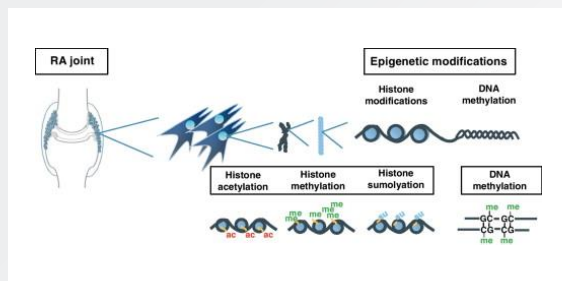 RA joint
Epigenetic modifications
Histone
modifications
DNA
methylation
Histone
acetylation
Histone
methylation
Histone
sumolyation
DNA
methylation
ac ac ac
me
me
me
me
me
me
su su su
me me
GC GC
CG CG
me me